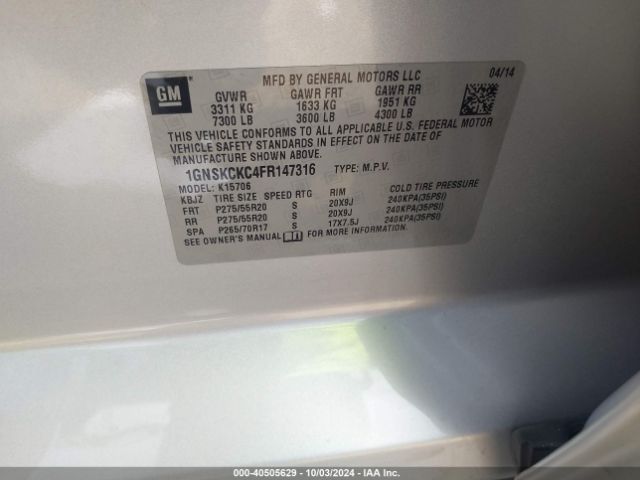 GM
MFD BY GENERAL MOTORS LLC
04/14
GVWR GAWR FRT GAWR RR
3311 KG 1633 KG 1951 KG
7300 LB 3600 LB 4300 LB
THIS VEHICLE CONFORMS TO ALL APPLICABLE U.S. FEDERAL MOTOR
VEHICLE SAFETY STANDARDS IN EFFECT ON THE DATE OF
MANUFACTURE SHOWN ABOVE.
1GNSKCKC4FR147316 TYPE: M.P.V.
MODEL: K15706
KBJZ TIRE SIZE SPEED RTG RIM COLD TIRE PRESSURE
FRT P275/55R20 S 20X9J 240KPA(35PSI)
RR P275/55R20 S 20X9J 240KPA(35PSI)
SPA P265/70R17 S 17X7.5J 240KPA(35PSI)
SEE OWNER'S MANUAL FOR MORE INFORMATION.
000-40505629 - 10/03/2024 - IAA Inc.